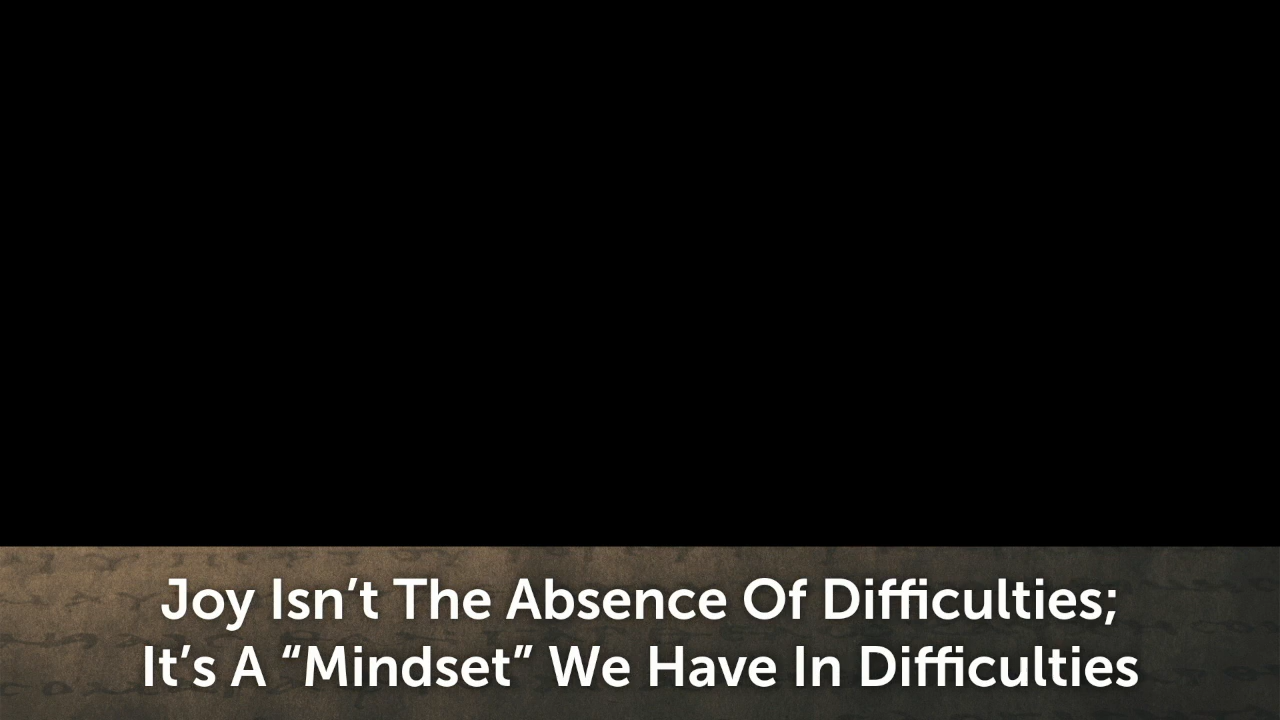 Joy Isn’t The Absence Of Difficulties;
It’s A “Mindset” We Have In Difficulties